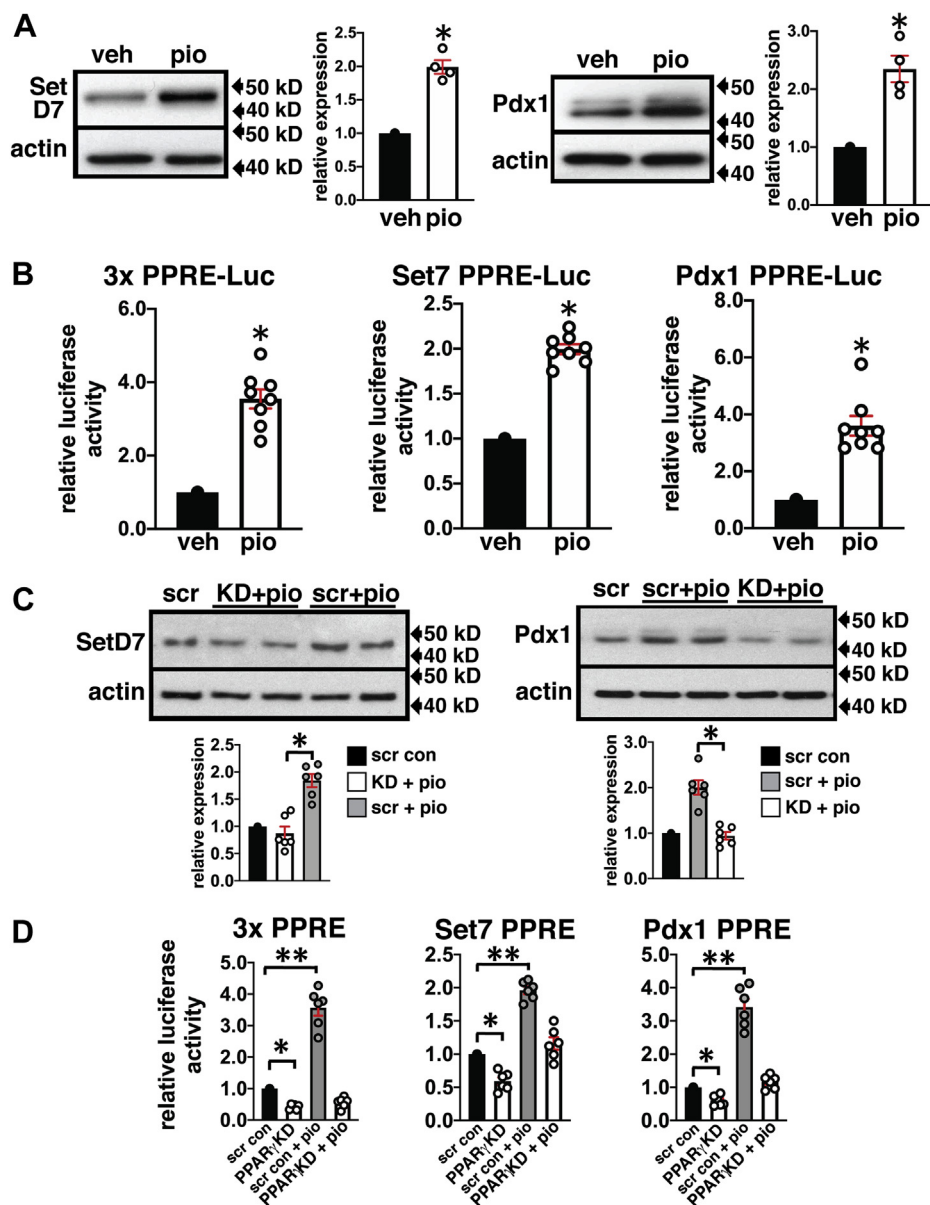 A
veh pio
Set
D7
actin
50 kD
40 kD
50 kD
40 kD
relative expression
2.5
2.0
1.5
1.0
0.5
0.0
*
veh pio
veh pio
Pdx1
actin
50
40
50
40
relative expression
3.0
2.0
1.0
0.0
*
veh pio
B
3x PPRE-Luc
relative luciferase
activity
6.0
4.0
2.0
0.0
*
veh pio
Set7 PPRE-Luc
relative luciferase
activity
2.5
2.0
1.5
1.0
0.5
0.0
*
veh pio
Pdx1 PPRE-Luc
relative luciferase
activity
8.0
6.0
4.0
2.0
0.0
*
veh pio
C
scr KD+pio scr+pio
SetD7
actin
50 kD
40 kD
50 kD
40 kD
relative expression
2.5
2.0
1.5
1.0
0.5
0.0
*
scr con
KD + pio
scr + pio
scr scr+pio KD+pio
Pdx1
actin
50 kD
40 kD
50 kD
40 kD
relative expression
3.0
2.0
1.0
0.0
*
scr con
scr + pio
KD + pio
D
relative luciferase
activity
3x PPRE
5.0
4.0
3.0
2.0
1.0
0.0
**
*
scr con
PPARγKD
scr con + pio
PPARγKD + pio
Set7 PPRE
2.5
2.0
1.5
1.0
0.5
0.0
**
*
scr con
PPARγKD
scr con + pio
PPARγKD + pio
Pdx1 PPRE
5.0
4.0
3.0
2.0
1.0
0.0
**
*
scr con
PPARγKD
scr con + pio
PPARγKD + pio